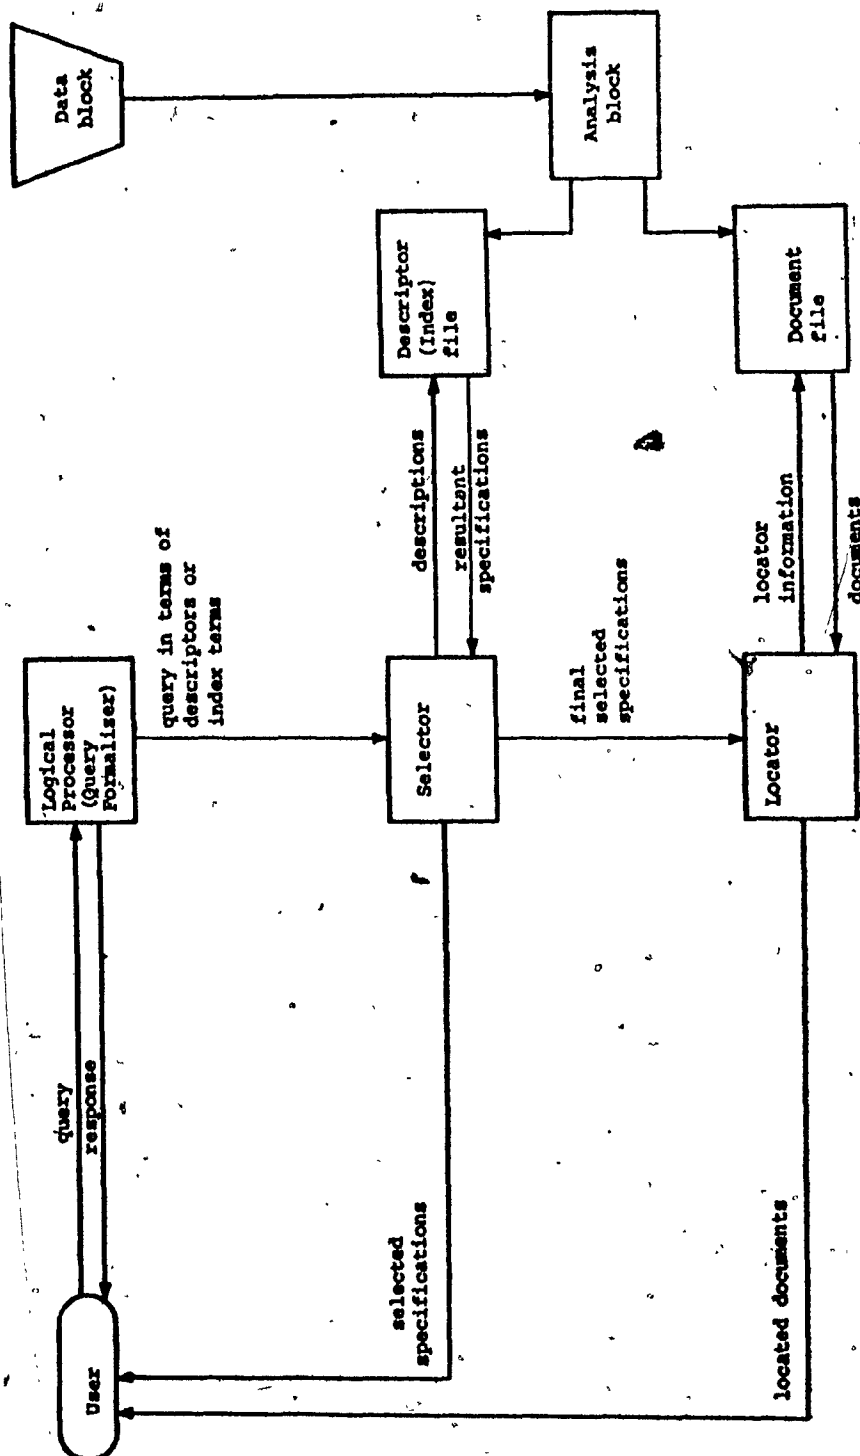 User
query
response
Logical
Processor
(Query
Formaliser)
query in terms of
descriptors or
index terms
Data
block
selected
specifications
Selector
descriptions
resultant
specifications
Descriptor
(Index)
file
Analysis
block
final
selected
specifications
located documents
Locator
locator
information
documents
Document
file